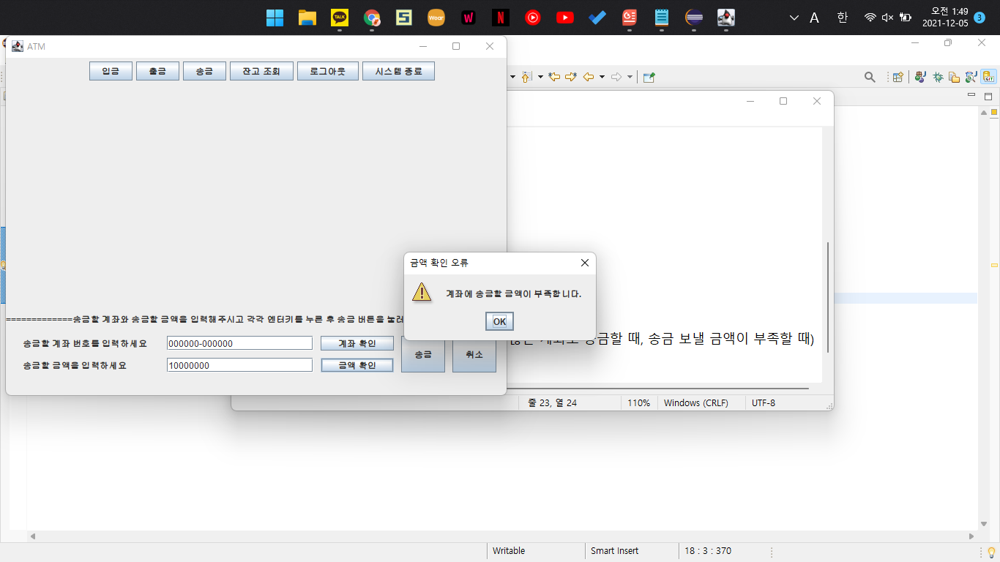 TALK
S
Wear
W
N
A
한
오전 1:49
2021-12-05
3
ATM
입금
출금
송금
잔고 조회
로그아웃
시스템 종료
GIT
금액 확인 오류
계좌에 송금할 금액이 부족합니다.
OK
=============송금할 계좌와 송금할 금액을 입력해주시고 각각 엔터키를 누른 후 송금 버튼을
송금할 때, 송금 보낼 금액이 부족할 때)
송금할 계좌 번호를 입력하세요
000000-000000
계좌 확인
송금
취소
송금할 금액을 입력하세요
10000000
금액 확인
줄 23, 열 24
110%
Windows (CRLF)
UTF-8
Writable
Smart Insert
18 : 3 : 370